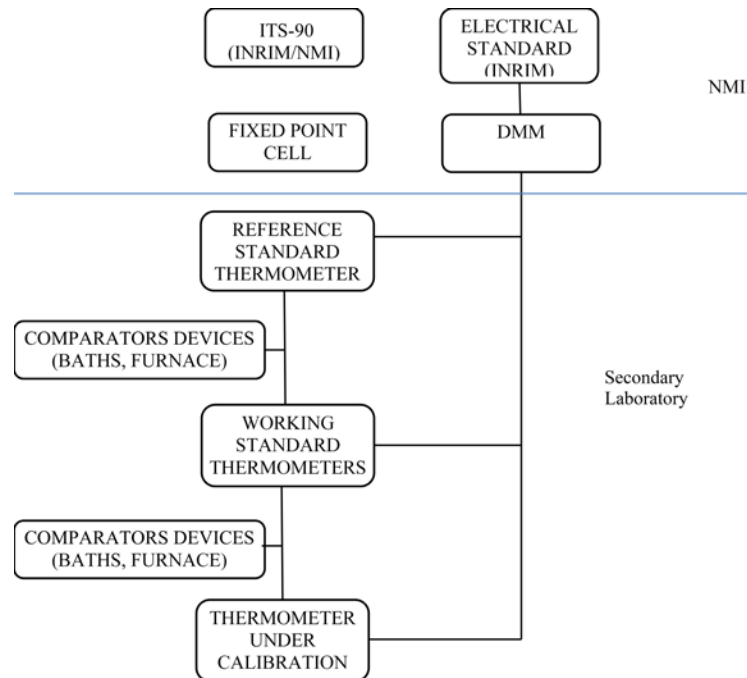 ITS-90
(INRIM/NMI)
ELECTRICAL
STANDARD
(INRIM)
NMI
FIXED POINT
CELL
DMM
REFERENCE
STANDARD
THERMOMETER
COMPARATORS DEVICES
(BATHS, FURNACE)
Secondary
Laboratory
WORKING
STANDARD
THERMOMETERS
COMPARATORS DEVICES
(BATHS, FURNACE)
THERMOMETER
UNDER
CALIBRATION